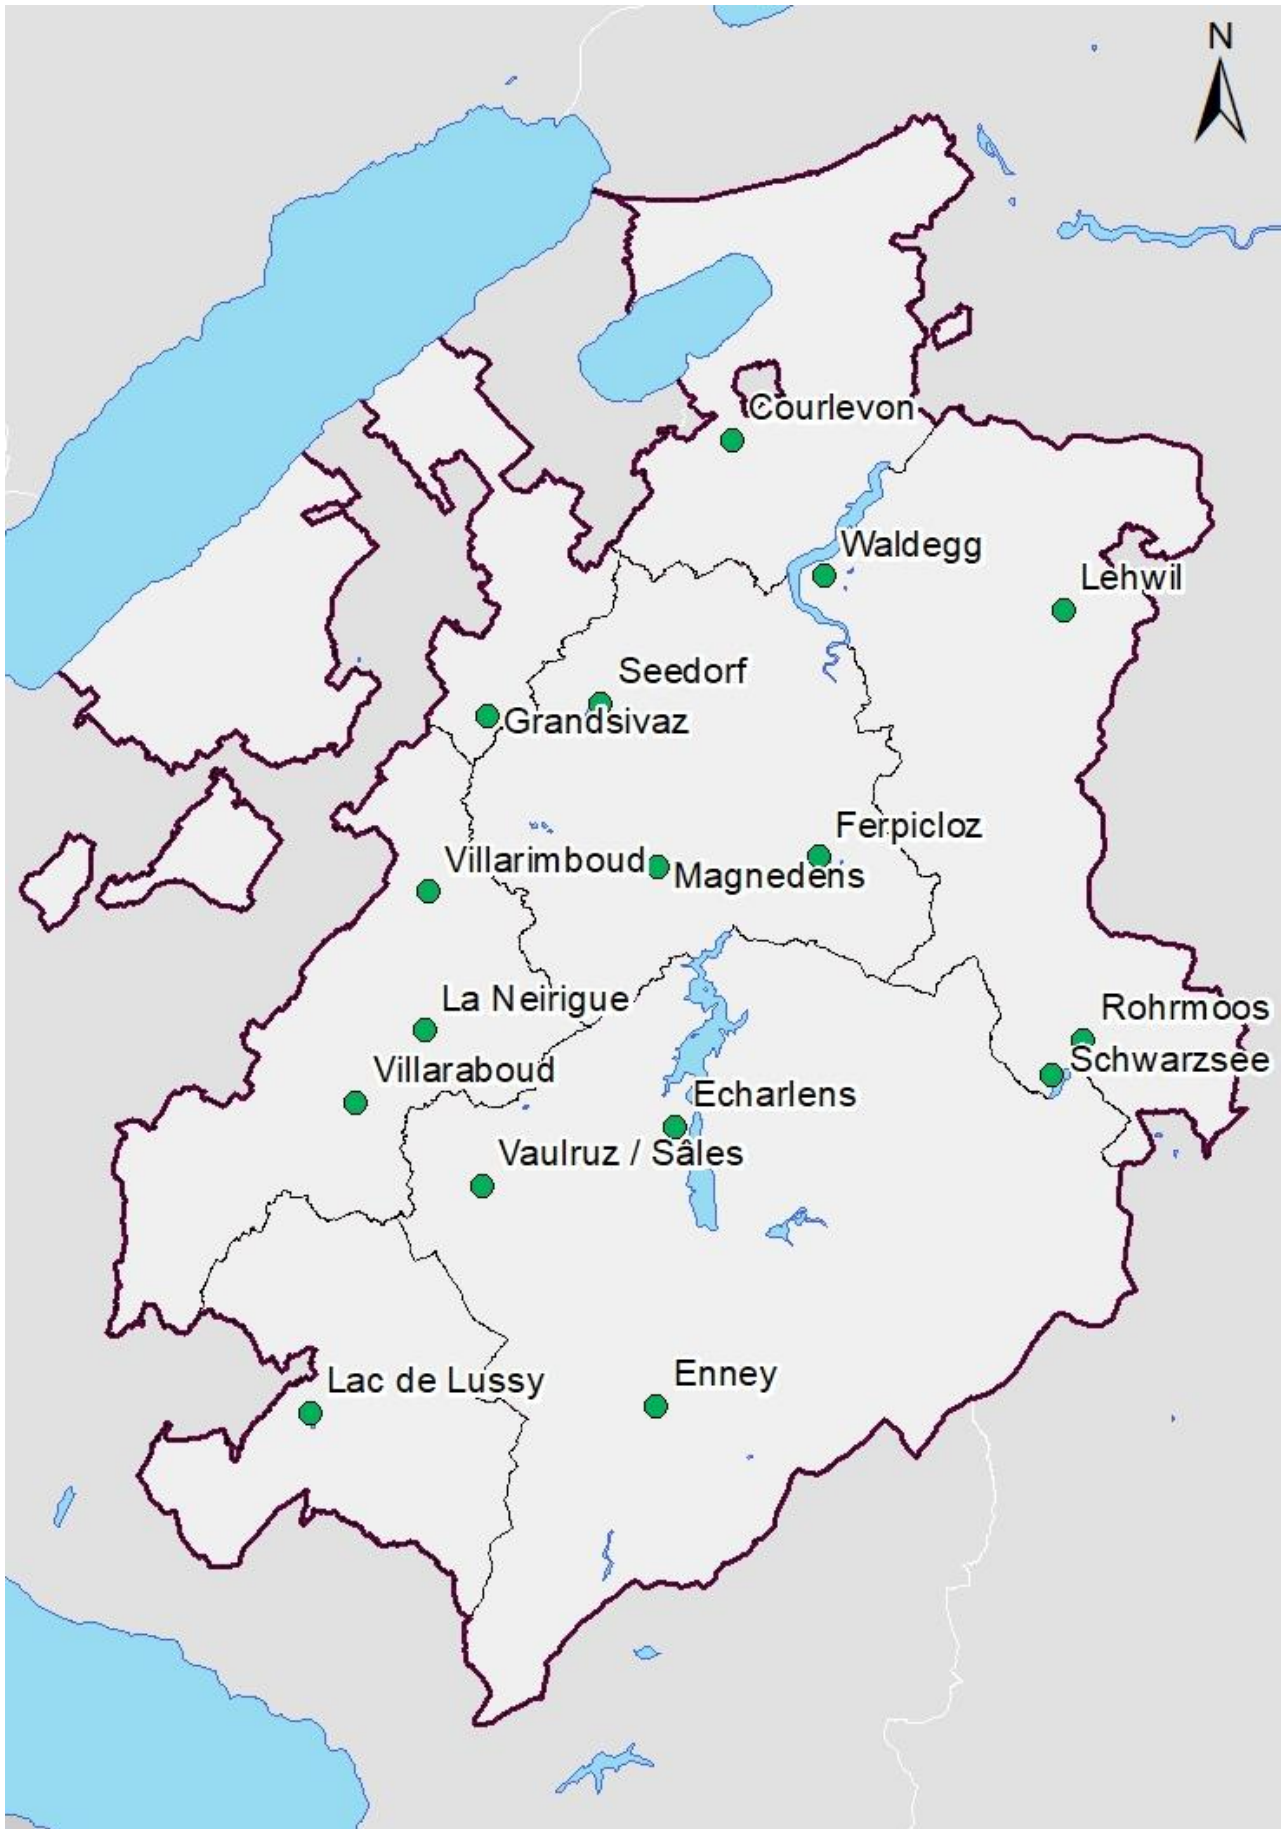 N
Courlevon
Waldegg
Lehwil
Seedorf
Grandsivaz
Ferpicloz
Villarimboud
Magnedens
La Neirigue
Rohrmoos
Schwarzsee
Villaraboud
Echarlens
Vaulruz / Sâles
Enney
Lac de Lussy